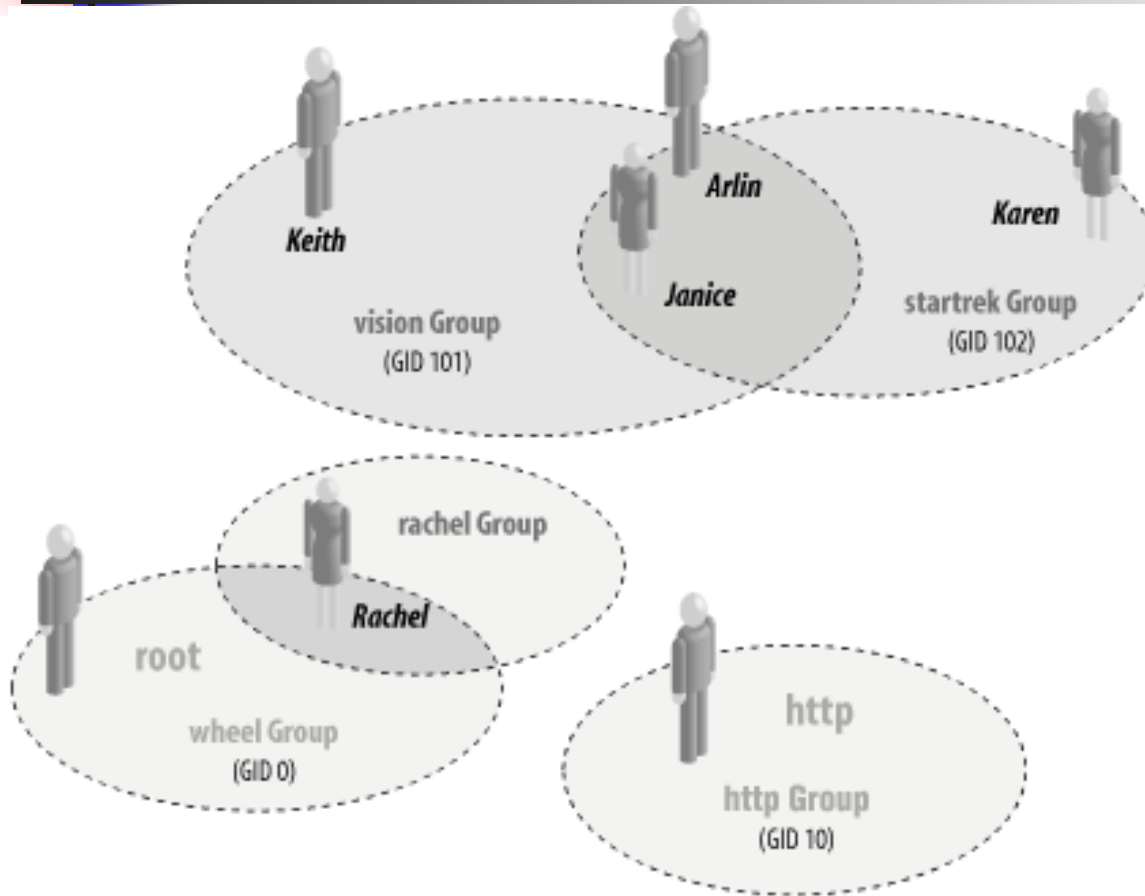 Arlin
Karen
Keith
Janice
startrek Group
(GID 102)
vision Group
(GID 101)
rachel Group
Rachel
root
wheel Group
(GID 0)
http
http Group
(GID 10)